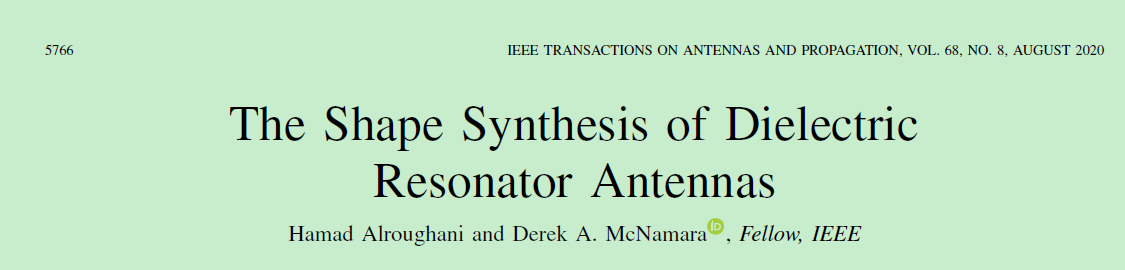 5766
IEEE TRANSACTIONS ON ANTENNAS AND PROPAGATION, VOL. 68, NO. 8, AUGUST 2020
The Shape Synthesis of Dielectric
Resonator Antennas
Hamad Alroughani and Derek A. McNamara iD, Fellow, IEEE